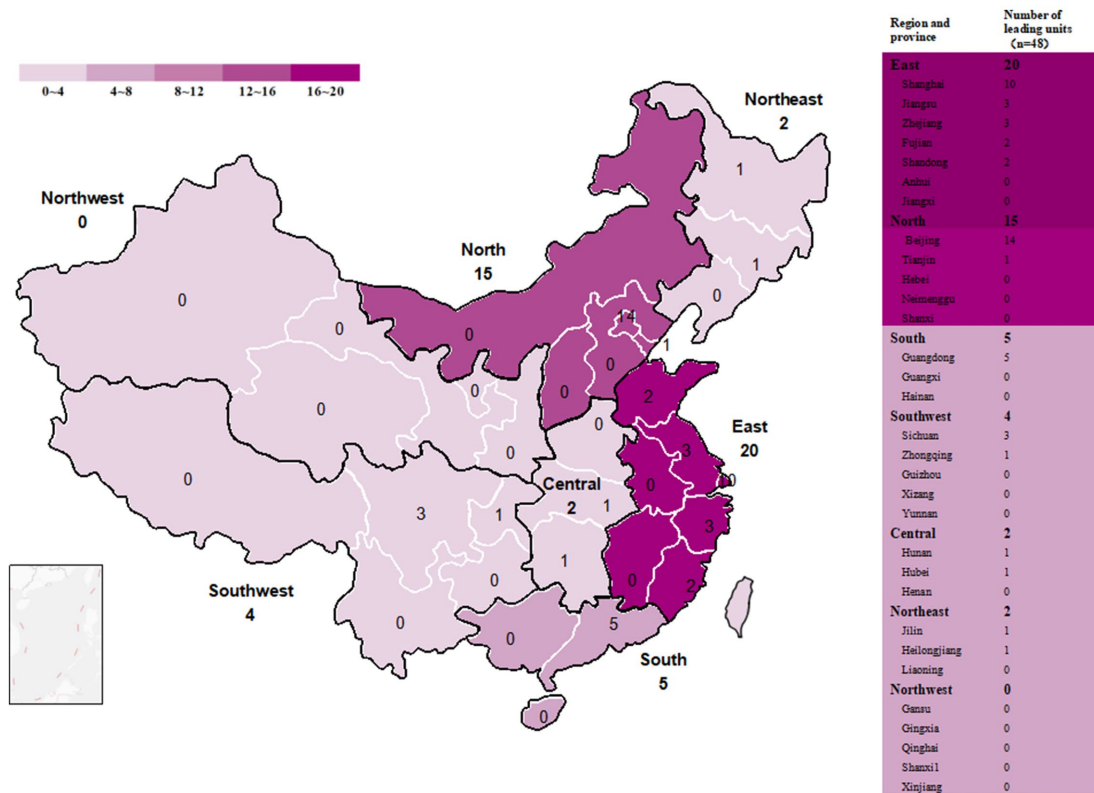 0~4 4~8 8~12 12~16 16~20
Northeast
2
1
Northwest
0
North
15
1
0
0
0
0
14
1
0
0
0
0
2
0
East
20
0
0
3
10
0
Central
2
3
1
1
0
3
1
0
0
2
Southwest
4
0
0
5
South
5
0
Region and province
Number of leading units (n=48)
East 20
Shanghai 10
Jiangsu 3
Zhejiang 3
Fujian 2
Shandong 2
Anhui 0
Jiangxi 0
North 15
Beijing 14
Tianjin 1
Hebei 0
Neimenggu 0
Shanxi 0
South 5
Guangdong 5
Guangxi 0
Hainan 0
Southwest 4
Sichuan 3
Zhongqing 1
Guizhou 0
Xizang 0
Yunnan 0
Central 2
Hunan 1
Hubei 1
Henan 0
Northeast 2
Jilin 1
Heilongjiang 1
Liaoning 0
Northwest 0
Gansu 0
Gingxia 0
Qinghai 0
Shanxi1 0
Xinjiang 0